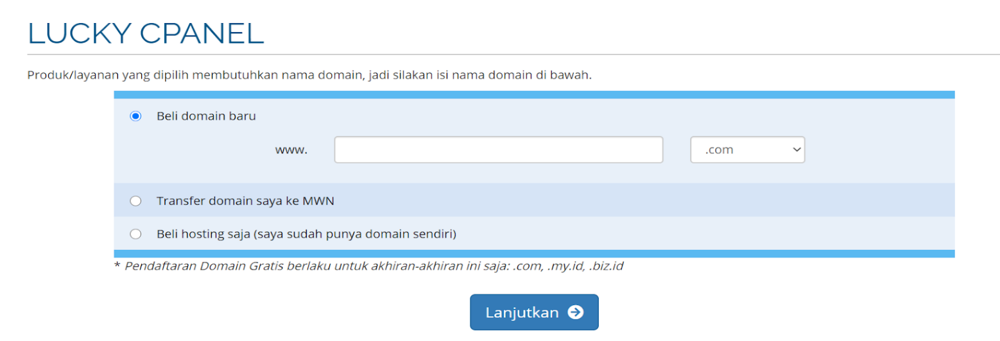 LUCKY CPANEL
Produk/layanan yang dipilih membutuhkan nama domain, jadi silakan isi nama domain di bawah.
Beli domain baru
www.
.com
Transfer domain saya ke MWN
Beli hosting saja (saya sudah punya domain sendiri)
* Pendaftaran Domain Gratis berlaku untuk akhiran-akhiran ini saja: .com, .my.id, .biz.id
Lanjutkan